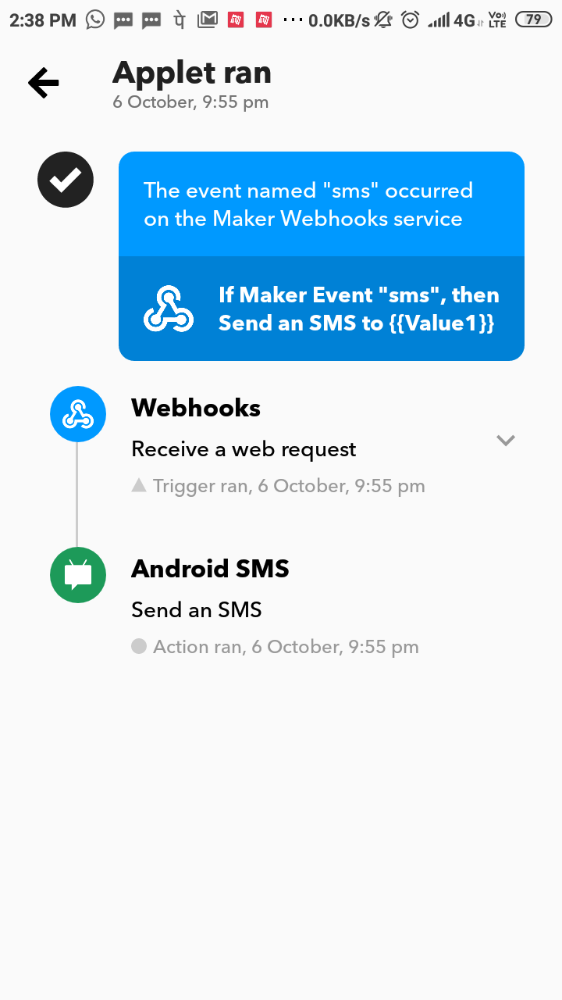 2:38 PM पे ... 0.0KB/s 4G Vo) LTE 79
Applet ran
6 October, 9:55 pm
The event named "sms" occurred
on the Maker Webhooks service
If Maker Event "sms", then
Send an SMS to {{Value1}}
Webhooks
Receive a web request
Trigger ran, 6 October, 9:55 pm
Android SMS
Send an SMS
Action ran, 6 October, 9:55 pm